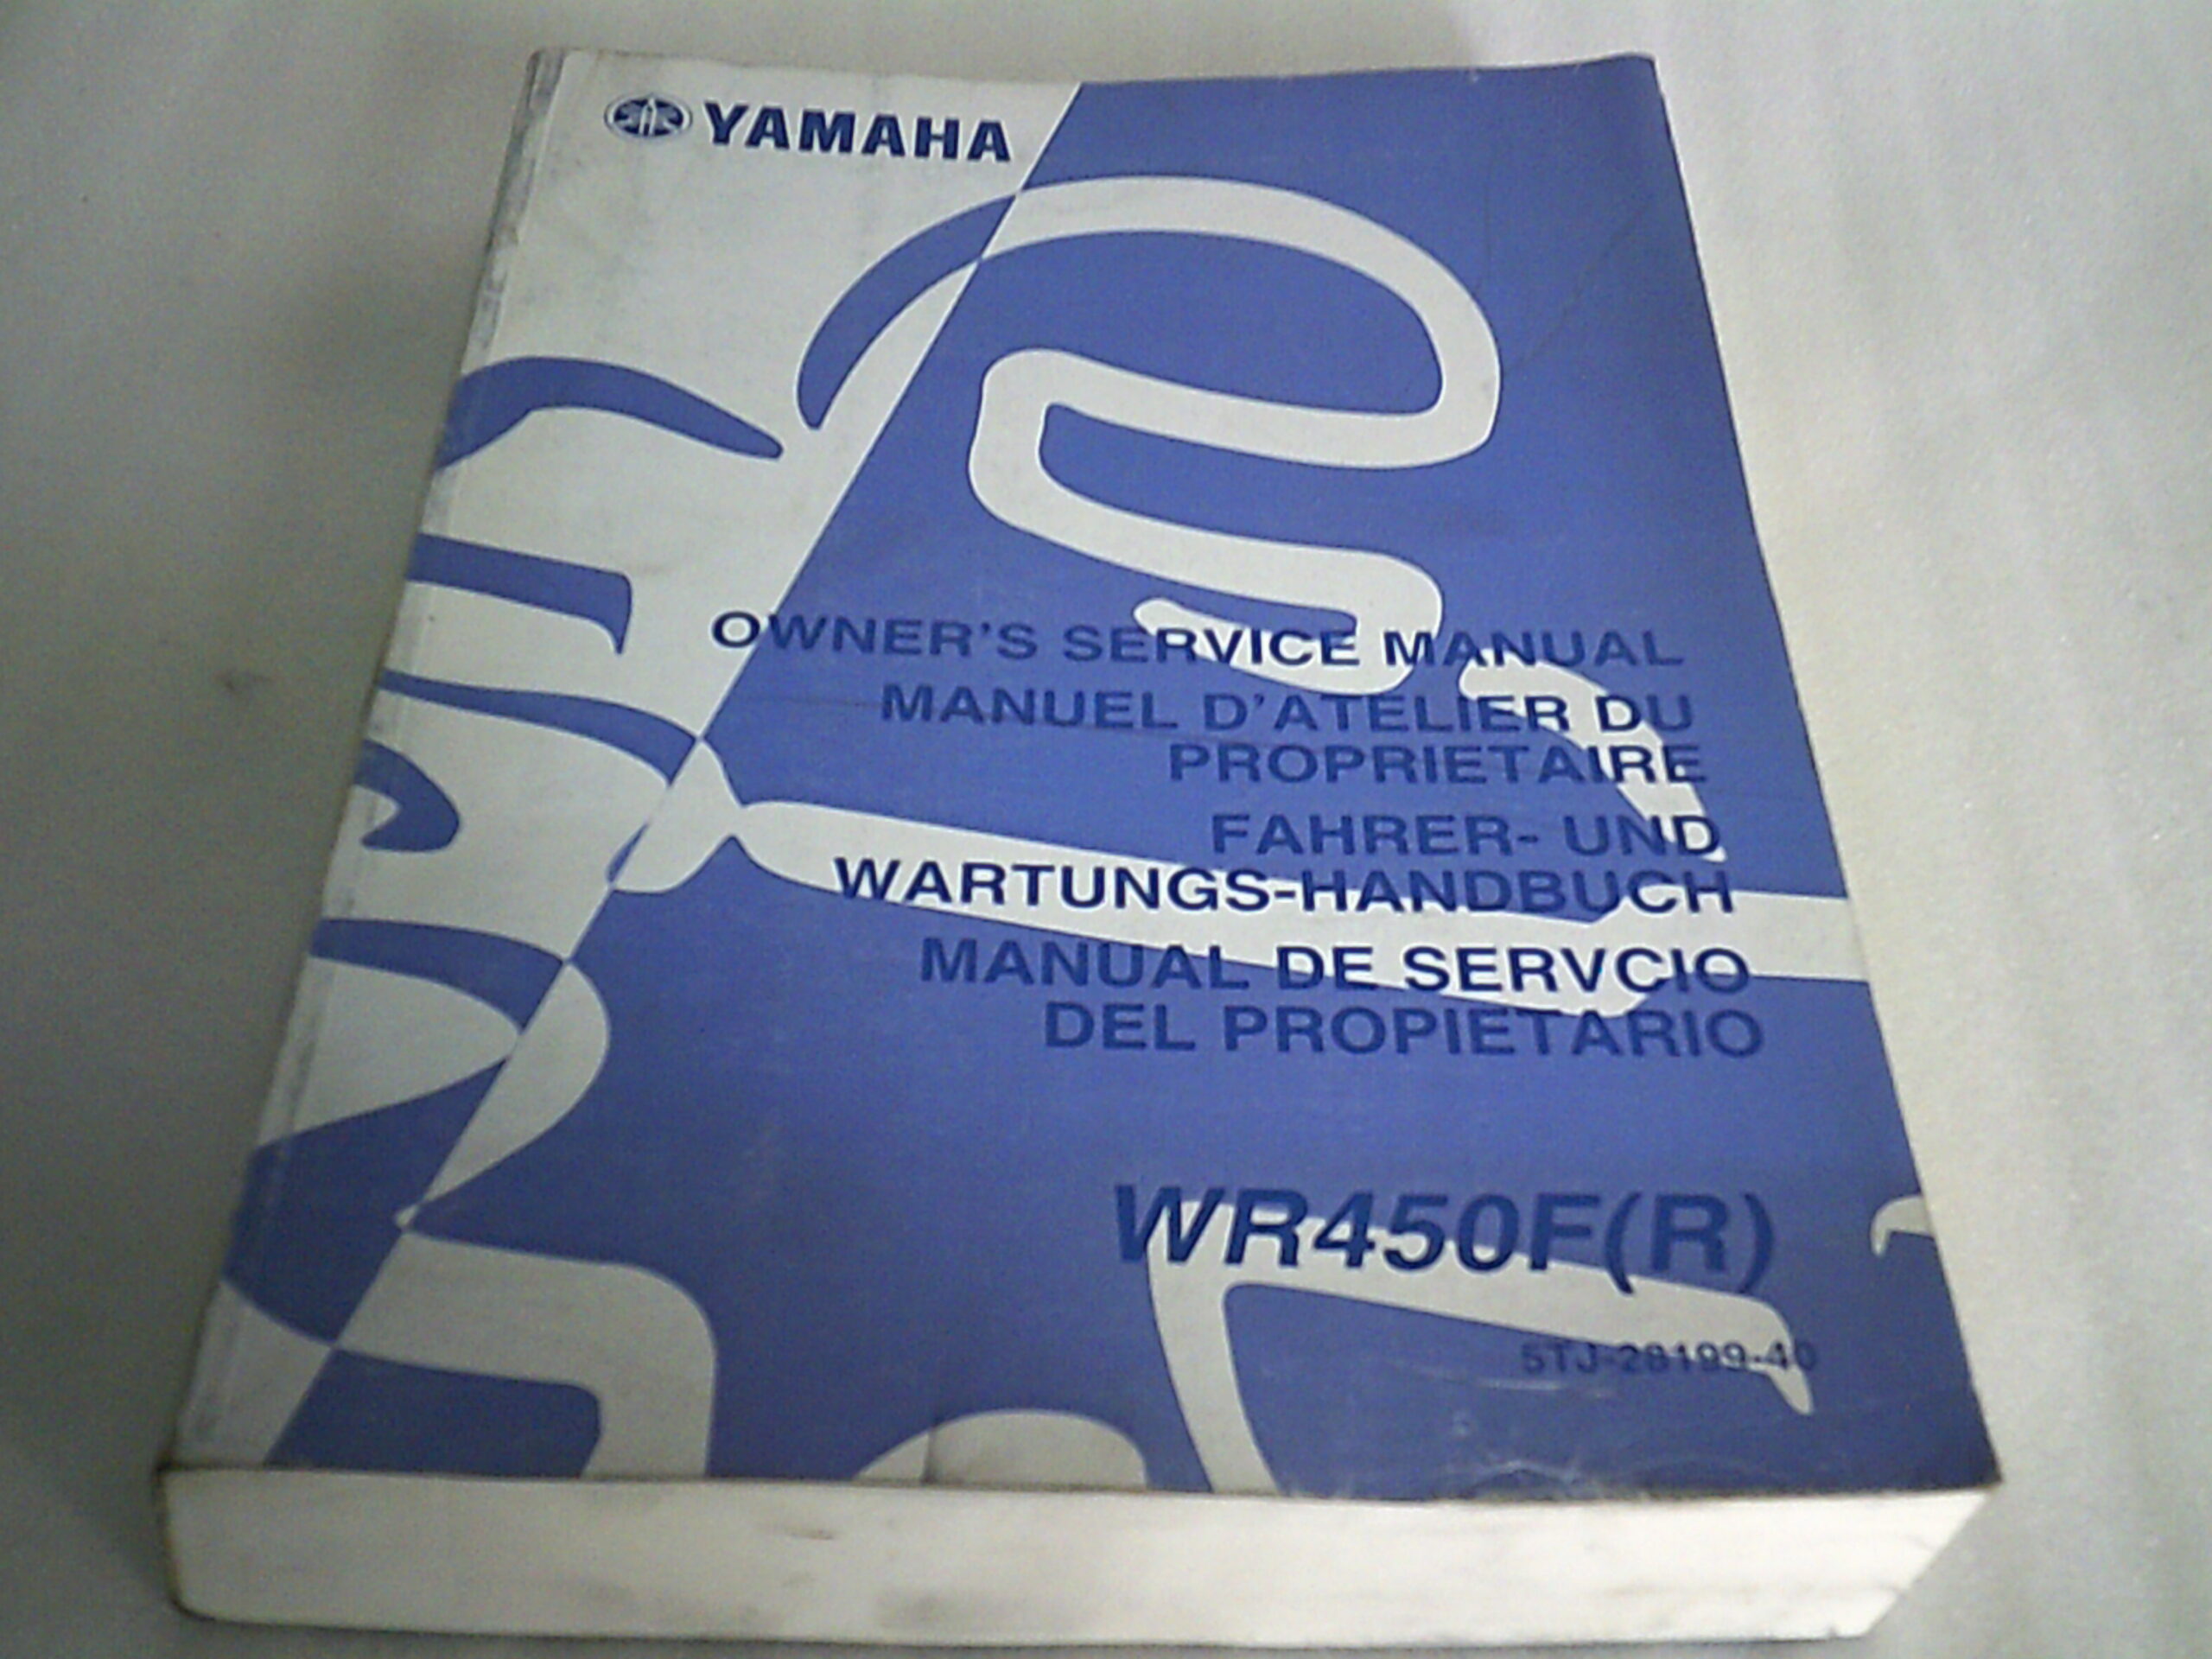 YAMAHA
OWNER'S SERVICE MANUAL
MANUEL D'ATELIER DU
PROPRIETAIRE
FAHRER- UND
WARTUNGS-HANDBUCH
MANUAL DE SERVCIO
DEL PROPIETARIO
WR450F(R)
5TJ-28199-40